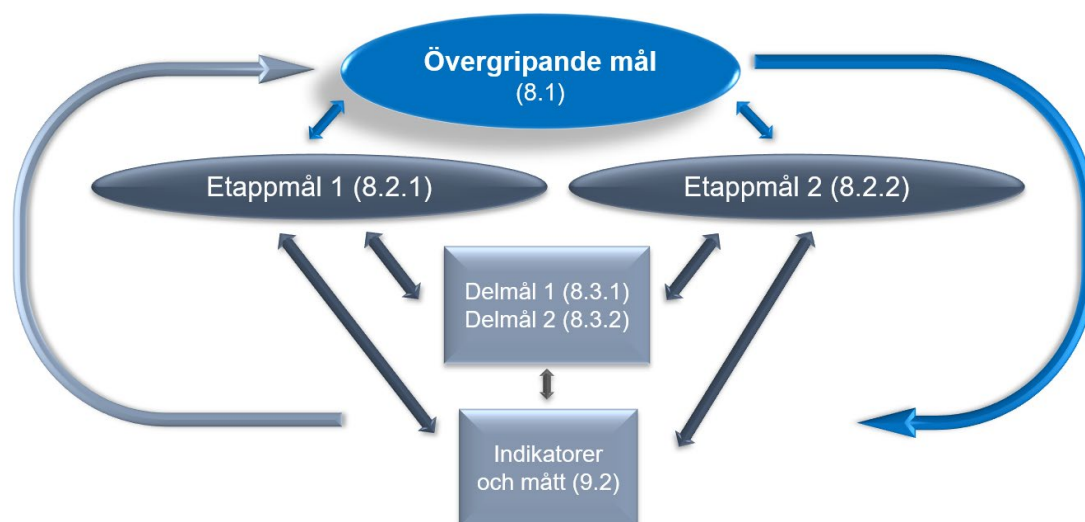 Övergripande mål
(8.1)
Etappmål 1 (8.2.1)
Etappmål 2 (8.2.2)
Delmål 1 (8.3.1)
Delmål 2 (8.3.2)
Indikatorer
och mått (9.2)